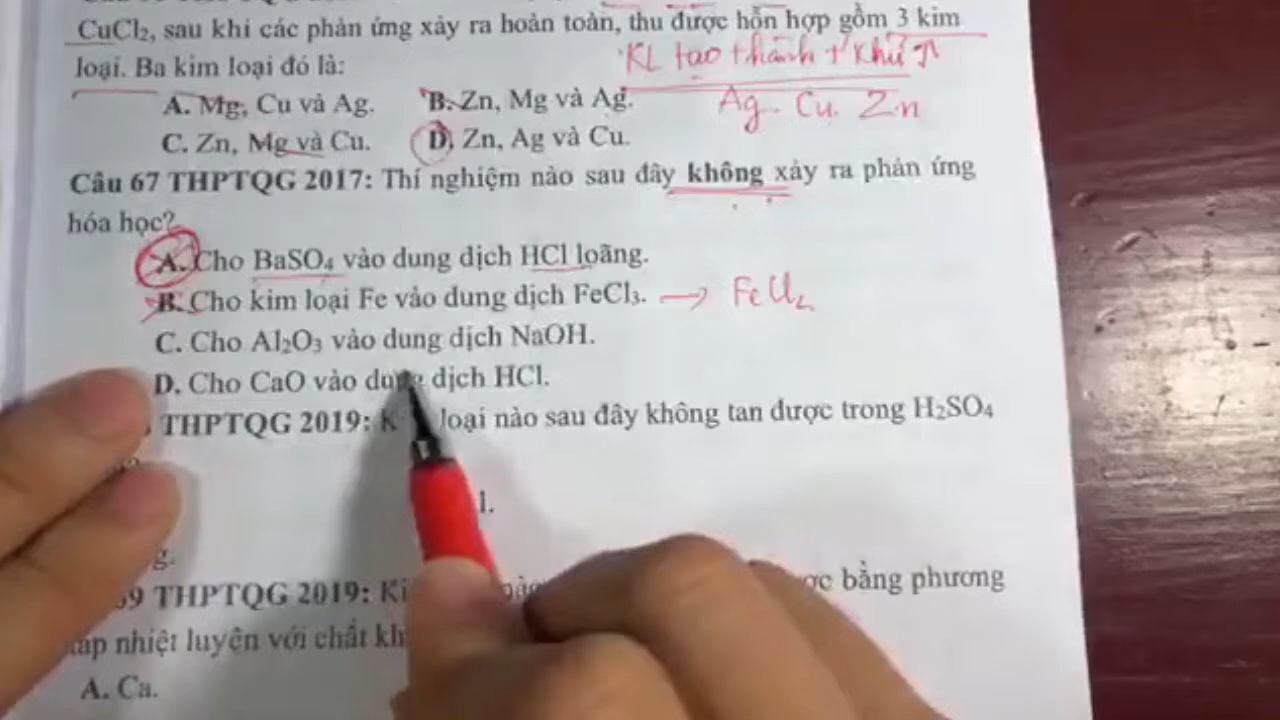 CuCl₂, sau khi các phản ứng xảy ra hoàn toàn, thu được hỗn hợp gồm 3 kim
loại. Ba kim loại đó là:
KL tạo thành + khử ↗
A. Mg, Cu và Ag. B. Zn, Mg và Ag.
Ag. Cu. Zn
C. Zn, Mg và Cu. D. Zn, Ag và Cu.
Câu 67 THPTQG 2017: Thí nghiệm nào sau đây không xảy ra phản ứng
hóa học?
A. Cho BaSO₄ vào dung dịch HCl loãng.
B. Cho kim loại Fe vào dung dịch FeCl₃. → FeCl₂
C. Cho Al₂O₃ vào dung dịch NaOH.
D. Cho CaO vào dung dịch HCl.
THPTQG 2019: loại nào sau đây không tan được trong H₂SO₄
g.
9 THPTQG 2019: bằng phương
nhiệt luyện với chất
A. Ca.